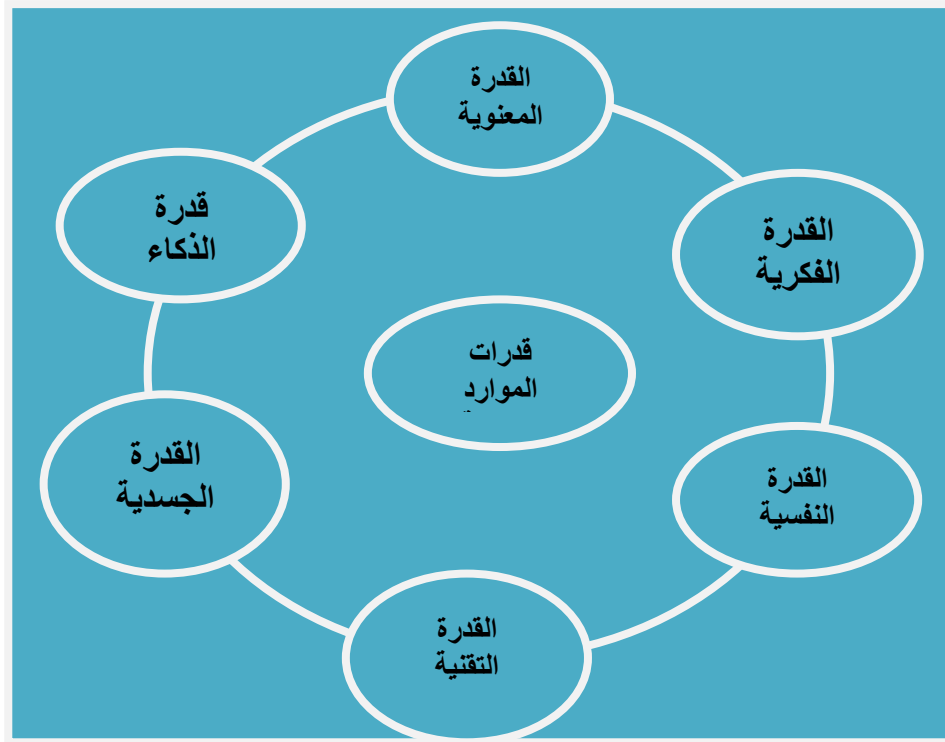 القدرة
المعنوية
القدرة
الفكرية
القدرة
النفسية
القدرة
التقنية
القدرة
الجسدية
قدرة
الذكاء
قدرات
الموارد